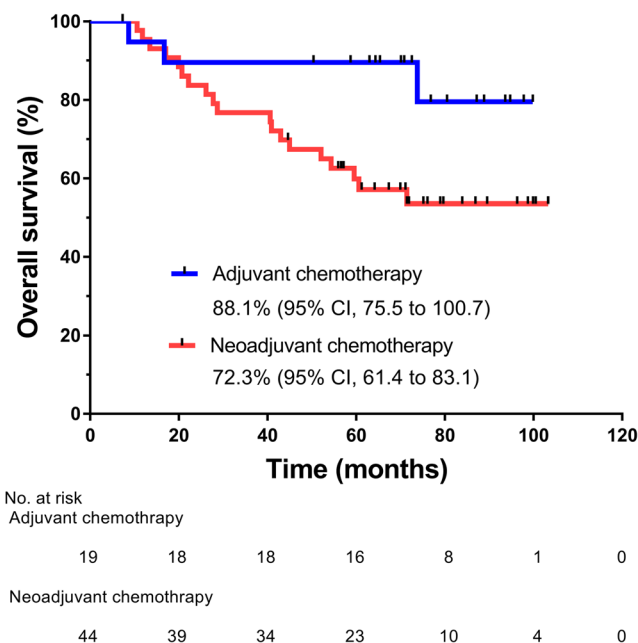 100
80
60
40
20
0
Overall survival (%)
Adjuvant chemotherapy
88.1% (95% CI, 75.5 to 100.7)
Neoadjuvant chemotherapy
72.3% (95% CI, 61.4 to 83.1)
0 20 40 60 80 100 120
Time (months)
No. at risk
Adjuvant chemothrapy
19 18 18 16 8 1 0
Neoadjuvant chemothrapy
44 39 34 23 10 4 0